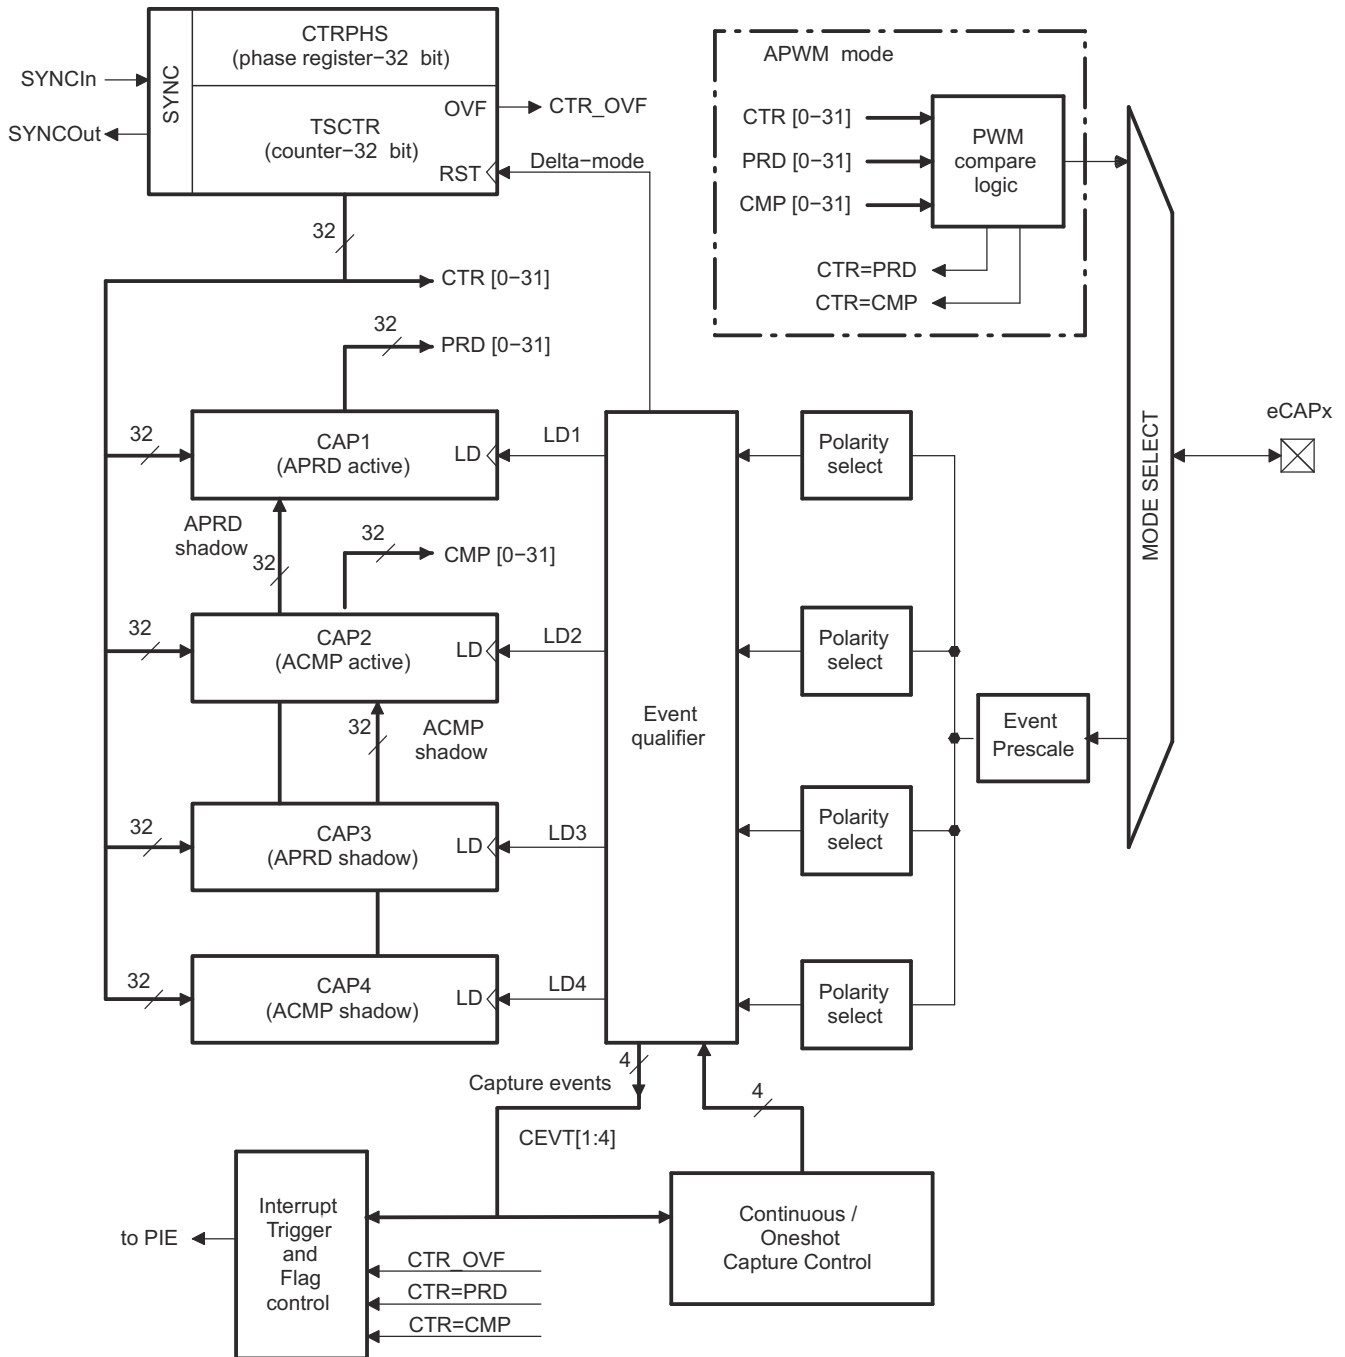 CTRPHS
(phase register−32 bit)
SYNCIn
SYNC
SYNCOut
OVF
CTR_OVF
TSCTR
(counter−32 bit)
RST
Delta−mode
32
CTR [0−31]
32
PRD [0−31]
APWM mode
CTR [0−31]
PRD [0−31]
CMP [0−31]
PWM
compare
logic
CTR=PRD
CTR=CMP
MODE SELECT
eCAPx
32
CAP1
(APRD active)
LD
LD1
Polarity
select
APRD
shadow
32
32
CMP [0−31]
32
CAP2
(ACMP active)
LD
LD2
Polarity
select
32
ACMP
shadow
Event
qualifier
Event
Prescale
32
CAP3
(APRD shadow)
LD
LD3
Polarity
select
32
CAP4
(ACMP shadow)
LD
LD4
Polarity
select
4
Capture events
4
CEVT[1:4]
Interrupt
Trigger
and
Flag
control
to PIE
Continuous /
Oneshot
Capture Control
CTR_OVF
CTR=PRD
CTR=CMP